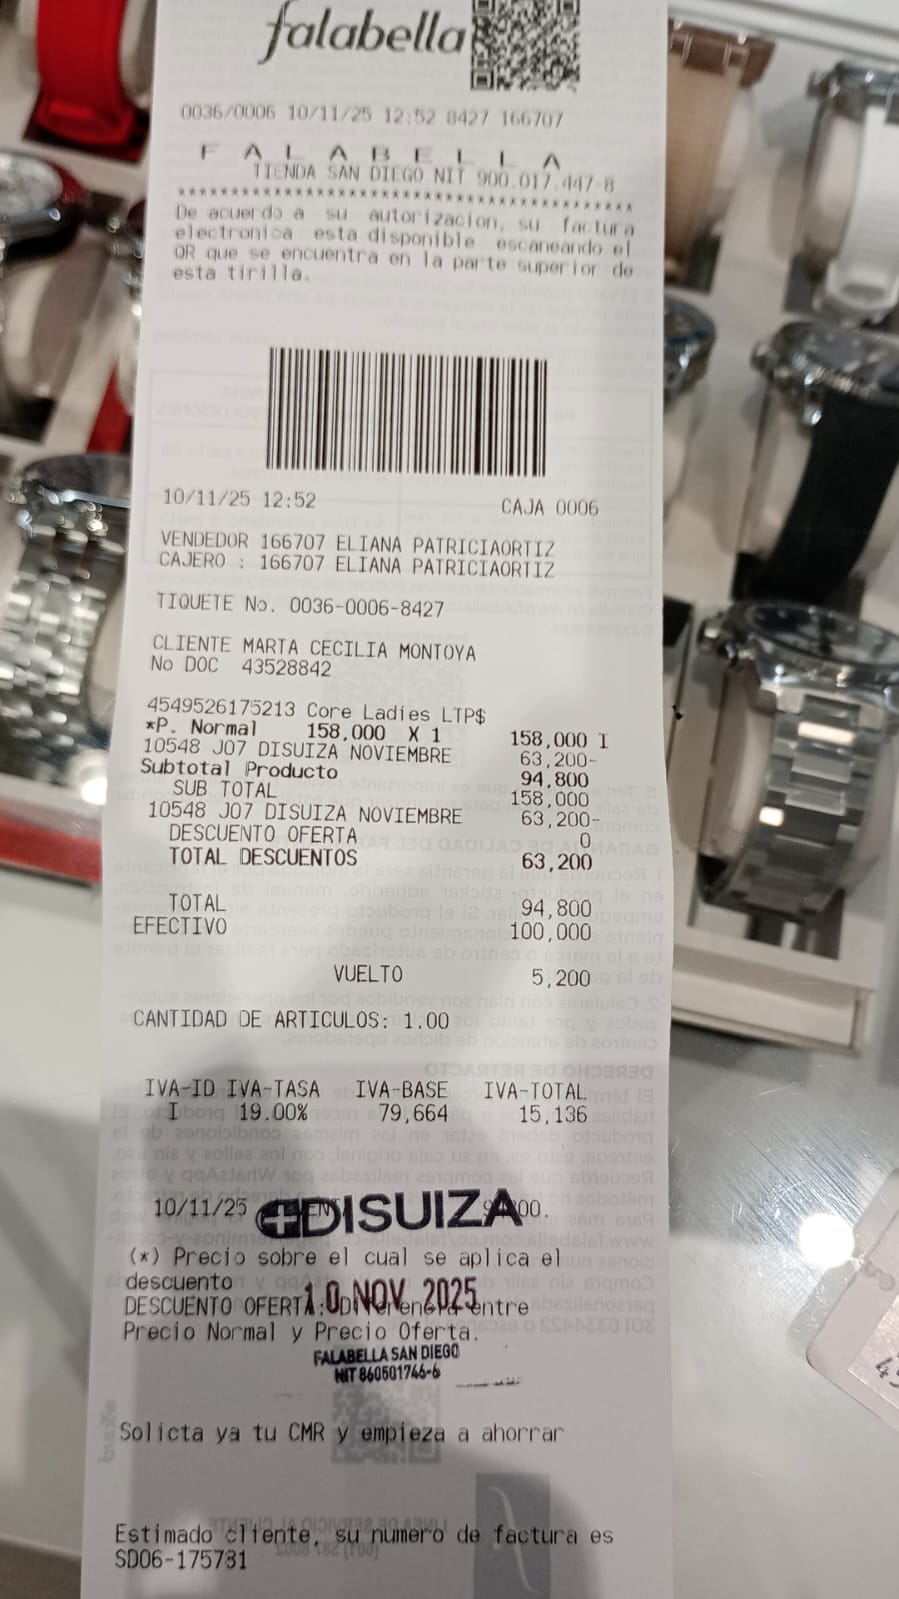 falabella
0036/0006 10/11/25 12:52 8427 166707
F A L A B E L L A
TIENDA SAN DIEGO NIT 900.017.447-8
****************************************
De acuerdo a su autorizacion, su factura
electronica esta disponible escaneando el
QR que se encuentra en la parte superior de
esta tirilla.
10/11/25 12:52 CAJA 0006
VENDEDOR 166707 ELIANA PATRICIAORTIZ
CAJERO : 166707 ELIANA PATRICIAORTIZ
TIQUETE No. 0036-0006-8427
CLIENTE MARTA CECILIA MONTOYA
No DOC 43528842
4549526175213 Core Ladies LTP$
*P. Normal 158,000 X 1 158,000 I
10548 J07 DISUIZA NOVIEMBRE 63,200-
Subtotal Producto 94,800
SUB TOTAL 158,000
10548 J07 DISUIZA NOVIEMBRE 63,200-
DESCUENTO OFERTA 0
TOTAL DESCUENTOS 63,200
TOTAL 94,800
EFECTIVO 100,000
VUELTO 5,200
CANTIDAD DE ARTICULOS: 1.00
IVA-ID IVA-TASA IVA-BASE IVA-TOTAL
I 19.00% 79,664 15,136
10/11/25
DISUIZA
(*) Precio sobre el cual se aplica el
descuento
10 NOV. 2025
DESCUENTO OFERTA: Diferencia entre
Precio Normal y Precio Oferta.
FALABELLA SAN DIEGO
NIT 860501746-6
Solicta ya tu CMR y empieza a ahorrar
Estimado cliente, su numero de factura es
SD06-175731